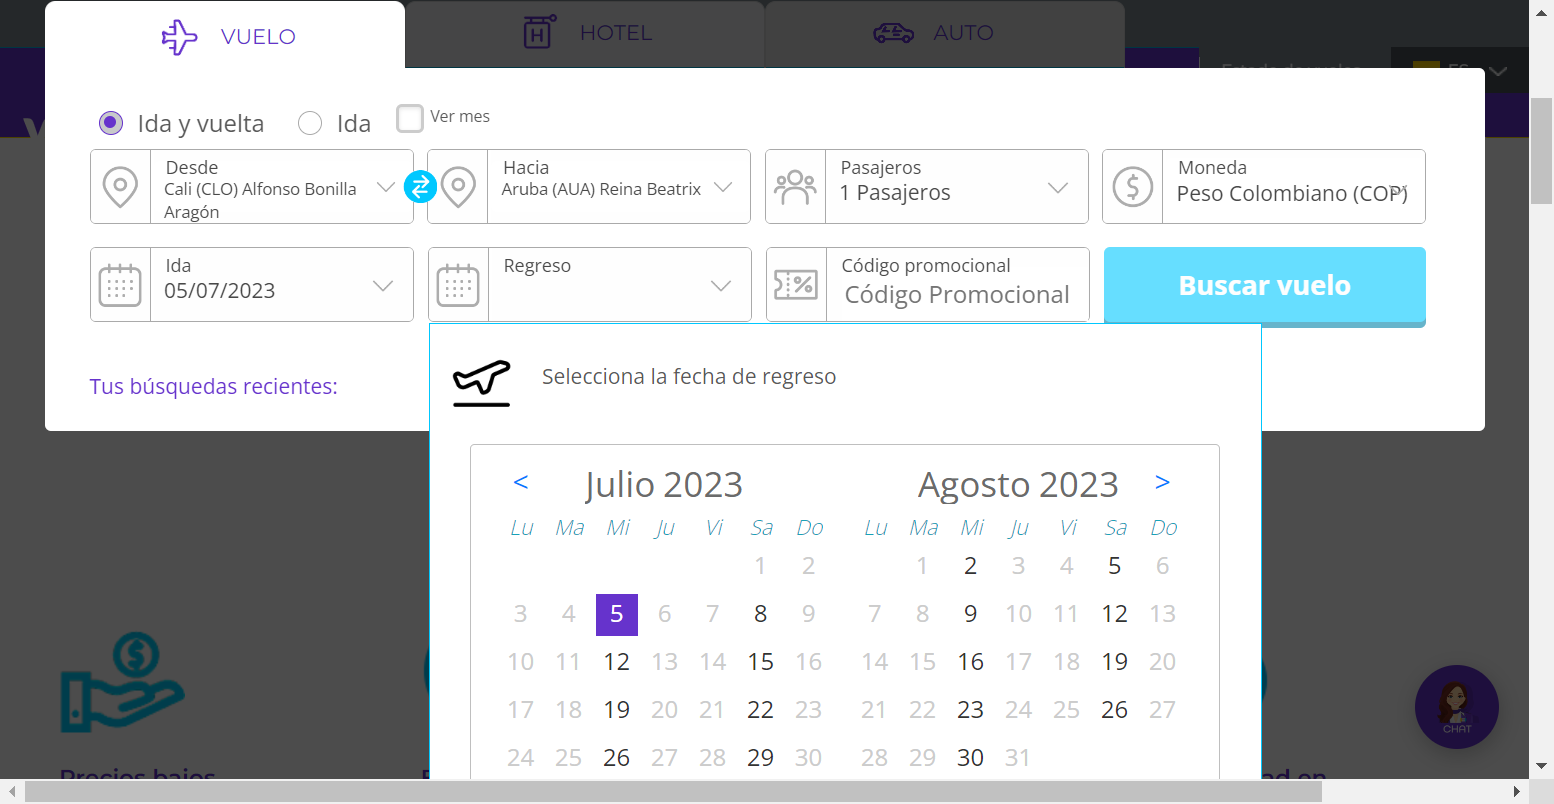 VUELO
HOTEL
AUTO
Estado de vuelos
ES
Ida y vuelta
Ida
Ver mes
Desde
Cali (CLO) Alfonso Bonilla
Aragón
Hacia
Aruba (AUA) Reina Beatrix
Pasajeros
1 Pasajeros
Moneda
Peso Colombiano (COP)
Ida
05/07/2023
Regreso
Código promocional
Código Promocional
Buscar vuelo
Tus búsquedas recientes:
Selecciona la fecha de regreso
< Julio 2023
Lu Ma Mi Ju Vi Sa Do
1 2
3 4 5 6 7 8 9
10 11 12 13 14 15 16
17 18 19 20 21 22 23
24 25 26 27 28 29 30
Agosto 2023 >
Lu Ma Mi Ju Vi Sa Do
1 2 3 4 5 6
7 8 9 10 11 12 13
14 15 16 17 18 19 20
21 22 23 24 25 26 27
28 29 30 31
CHAT
Precios bajos